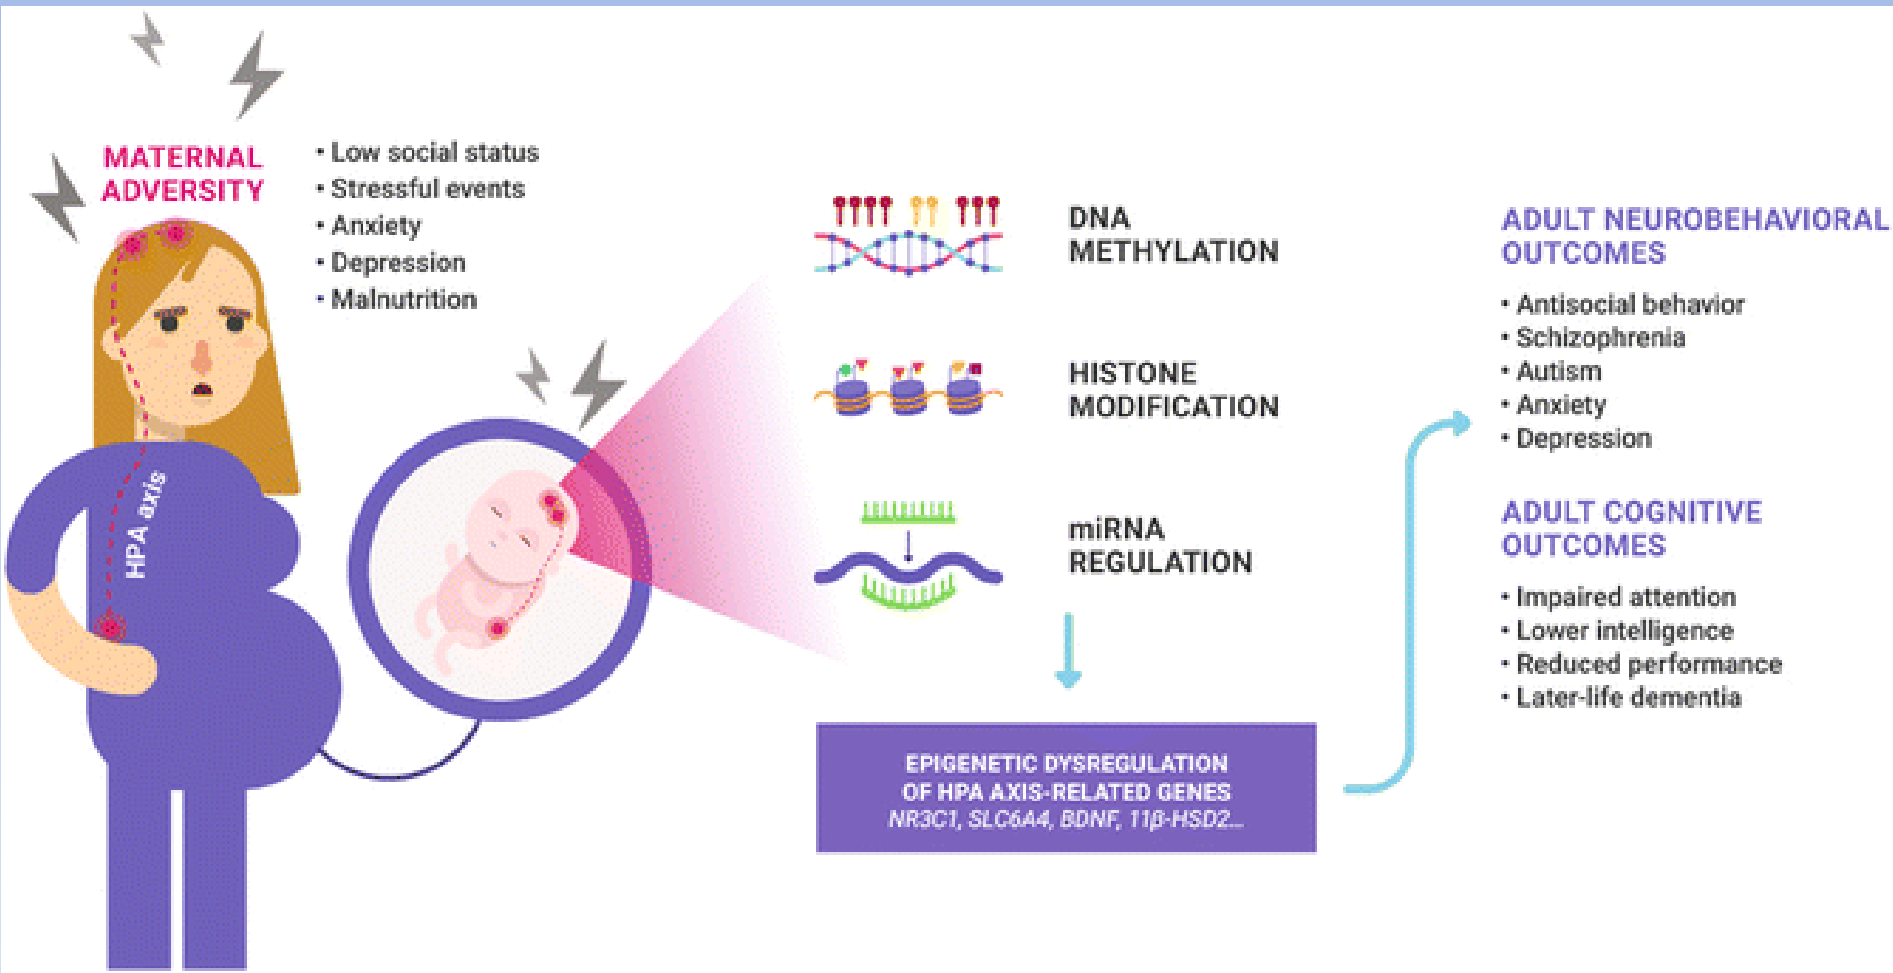 MATERNAL
ADVERSITY
• Low social status
• Stressful events
• Anxiety
• Depression
• Malnutrition
HPA axis
DNA
METHYLATION
HISTONE
MODIFICATION
miRNA
REGULATION
EPIGENETIC DYSREGULATION
OF HPA AXIS-RELATED GENES
NR3C1, SLC6A4, BDNF, 11β-HSD2...
ADULT NEUROBEHAVIORAL
OUTCOMES
• Antisocial behavior
• Schizophrenia
• Autism
• Anxiety
• Depression
ADULT COGNITIVE
OUTCOMES
• Impaired attention
• Lower intelligence
• Reduced performance
• Later-life dementia